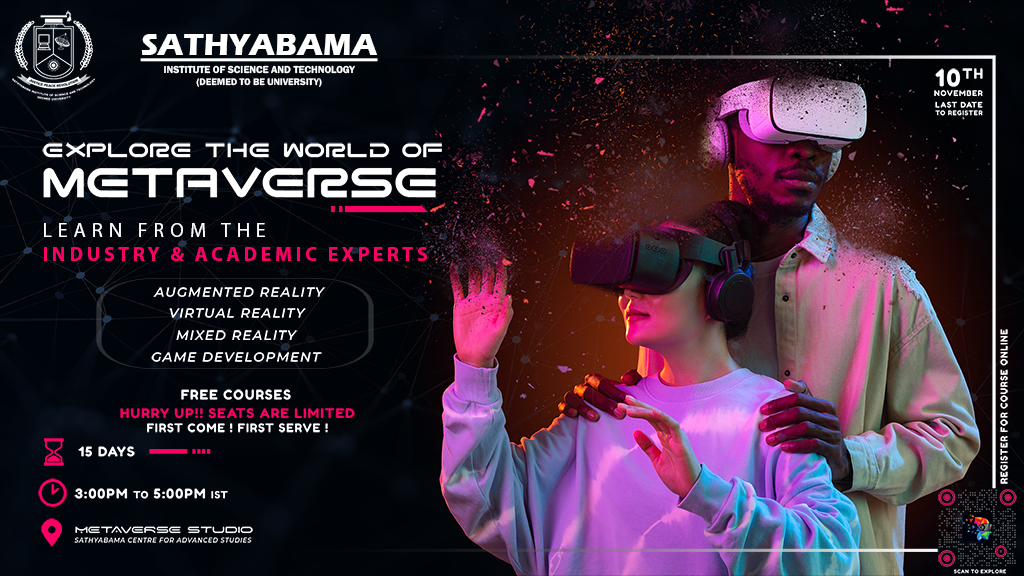 SATHYABAMA
INSTITUTE OF SCIENCE AND TECHNOLOGY
(DEEMED TO BE UNIVERSITY)
10TH
NOVEMBER
LAST DATE
TO REGISTER
EXPLORE THE WORLD OF
METAVERSE
LEARN FROM THE
INDUSTRY & ACADEMIC EXPERTS
AUGMENTED REALITY
VIRTUAL REALITY
MIXED REALITY
GAME DEVELOPMENT
FREE COURSES
HURRY UP!! SEATS ARE LIMITED
FIRST COME ! FIRST SERVE !
15 DAYS
3:00PM TO 5:00PM IST
METAVERSE STUDIO
SATHYABAMA CENTRE FOR ADVANCED STUDIES
REGISTER FOR COURSE ONLINE
SCAN TO EXPLORE